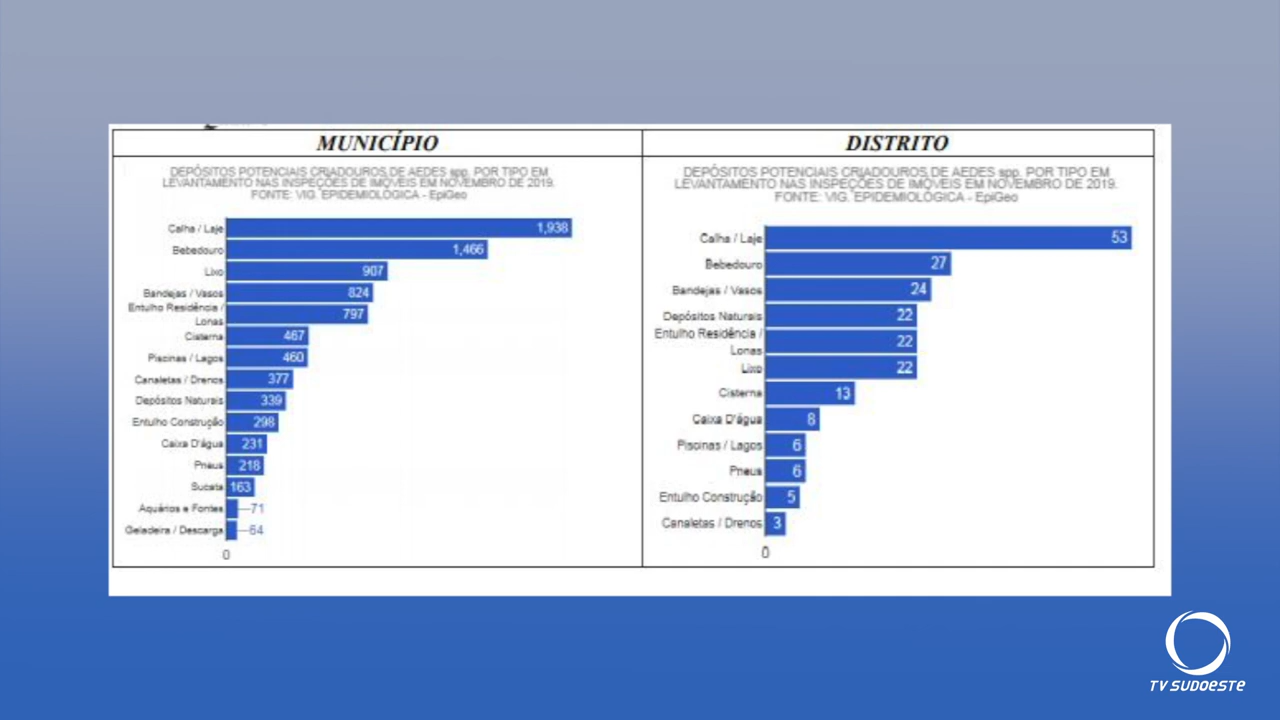 MUNICÍPIO
DEPÓSITOS POTENCIAIS CRIADOUROS DE AEDES spp. POR TIPO EM
LEVANTAMENTO NAS INSPEÇÕES DE IMÓVEIS EM NOVEMBRO DE 2019.
FONTE: VIG. EPIDEMIOLÓGICA - EpiGeo
Calha / Laje 1,938
Bebedouro 1,466
Lixo 907
Bandejas / Vasos 824
Entulho Residência /
Lonas 797
Cisterna 467
Piscinas / Lagos 460
Canaletas / Drenos 377
Depósitos Naturais 339
Entulho Construção 298
Caixa D'água 231
Pneus 218
Sucata 163
Aquários e Fontes 71
Geladeira / Descarga 64
0
DISTRITO
DEPÓSITOS POTENCIAIS CRIADOUROS DE AEDES spp. POR TIPO EM
LEVANTAMENTO NAS INSPEÇÕES DE IMÓVEIS EM NOVEMBRO DE 2019.
FONTE: VIG. EPIDEMIOLÓGICA - EpiGeo
Calha / Laje 53
Bebedouro 27
Bandejas / Vasos 24
Depósitos Naturais 22
Entulho Residência /
Lonas 22
Lixo 22
Cisterna 13
Caixa D'água 8
Piscinas / Lagos 6
Pneus 6
Entulho Construção 5
Canaletas / Drenos 3
0
TV SUDOESTE